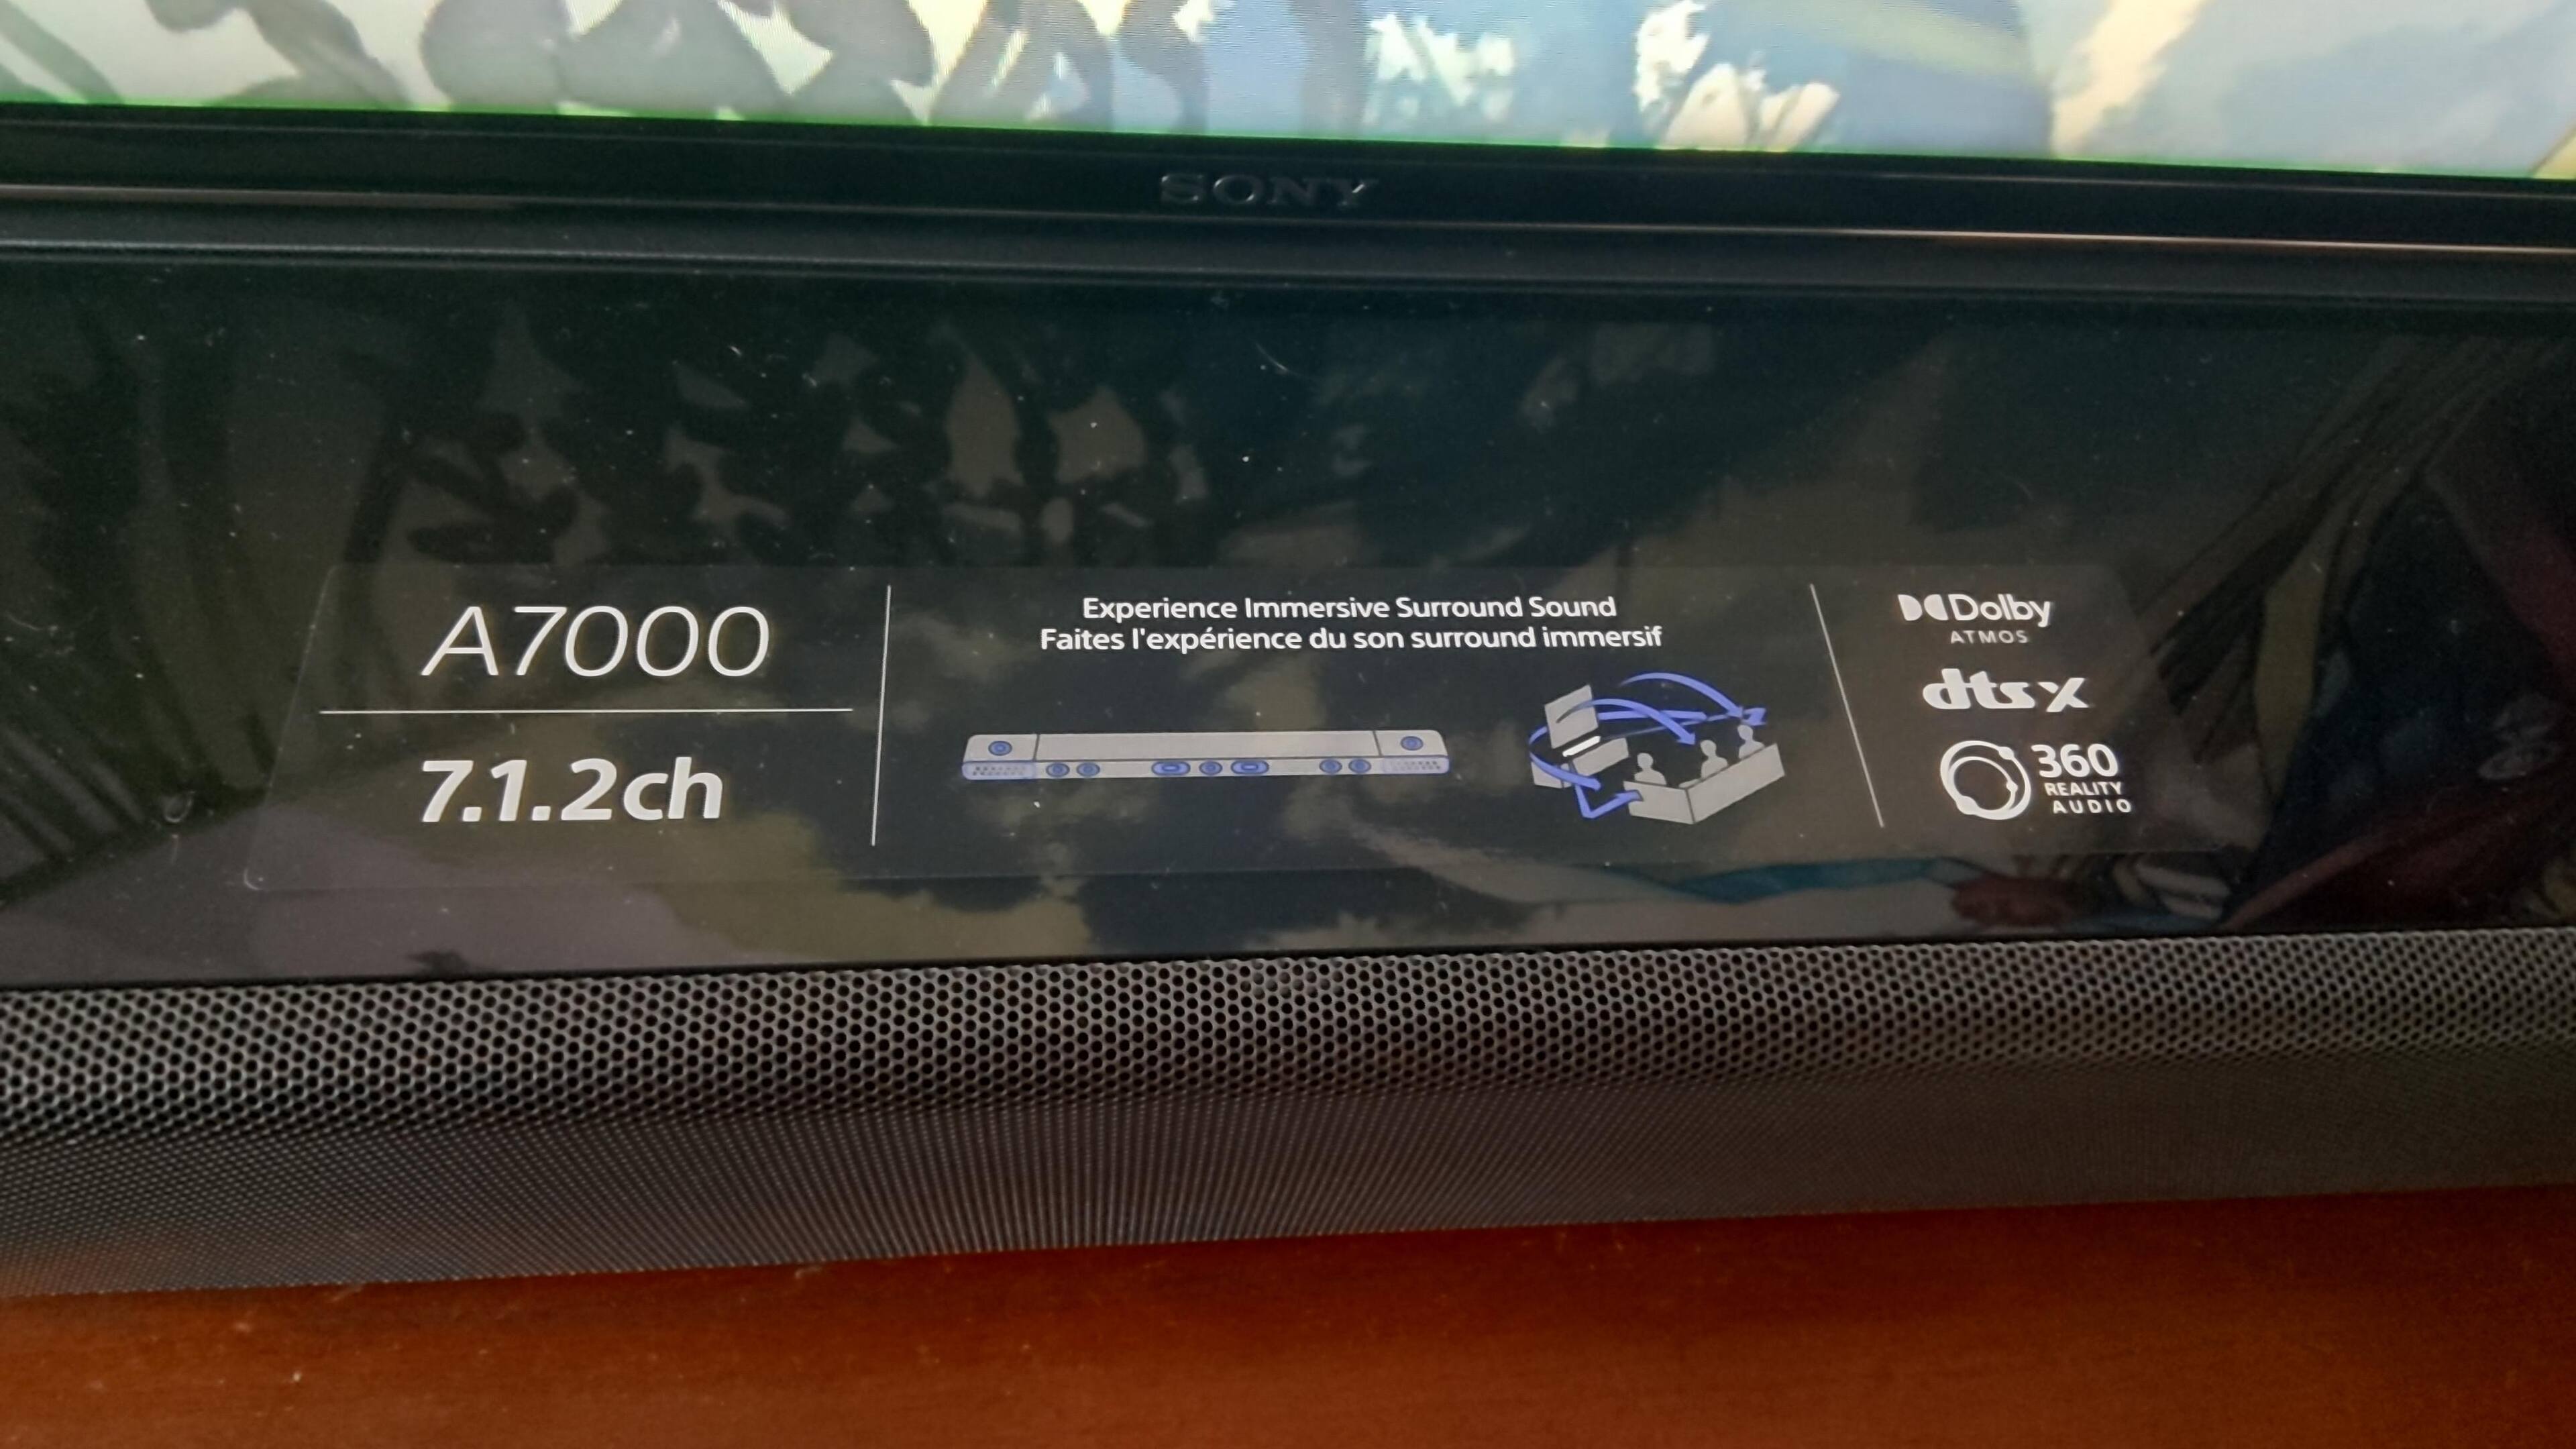 SONY
A7000
7.1.2ch
Experience Immersive Surround Sound
Faites l'expérience du son surround immersif
Dolby
ATMOS
dts X
360
REALITY
AUDIO